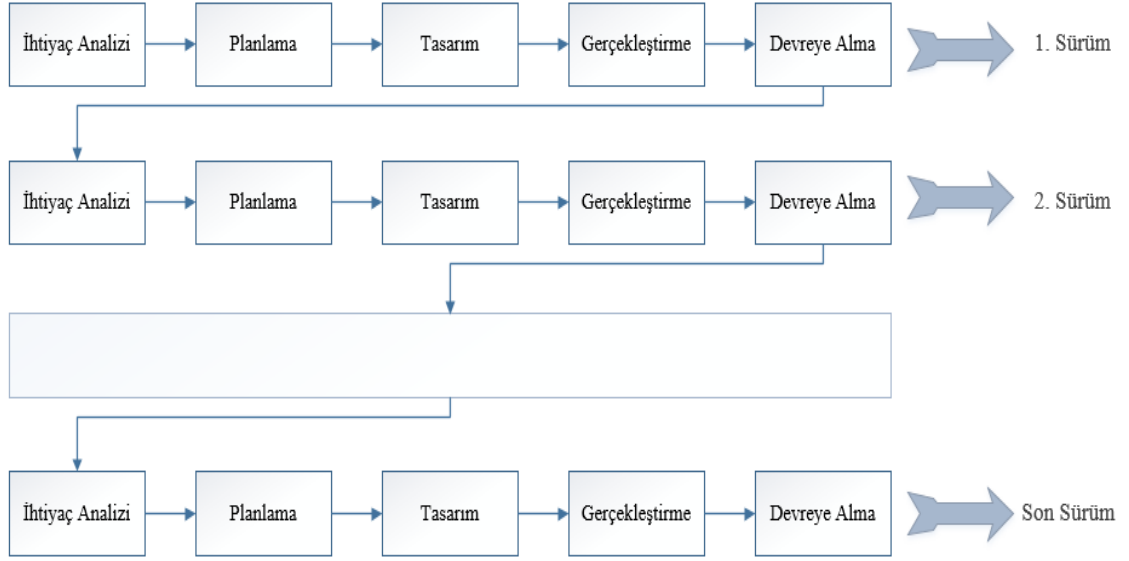 İhtiyaç Analizi Planlama Tasarım Gerçekleştirme Devreye Alma 1. Sürüm
İhtiyaç Analizi Planlama Tasarım Gerçekleştirme Devreye Alma 2. Sürüm
İhtiyaç Analizi Planlama Tasarım Gerçekleştirme Devreye Alma Son Sürüm